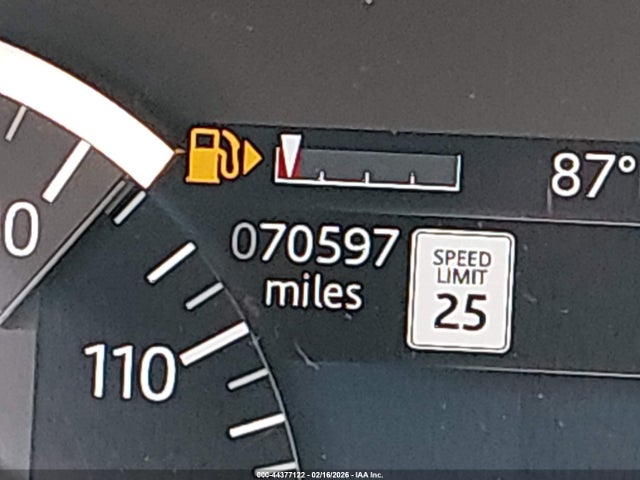 87°
0
070597
miles
SPEED
LIMIT
25
110
000-44377122 - 02/16/2026 - IAA Inc.